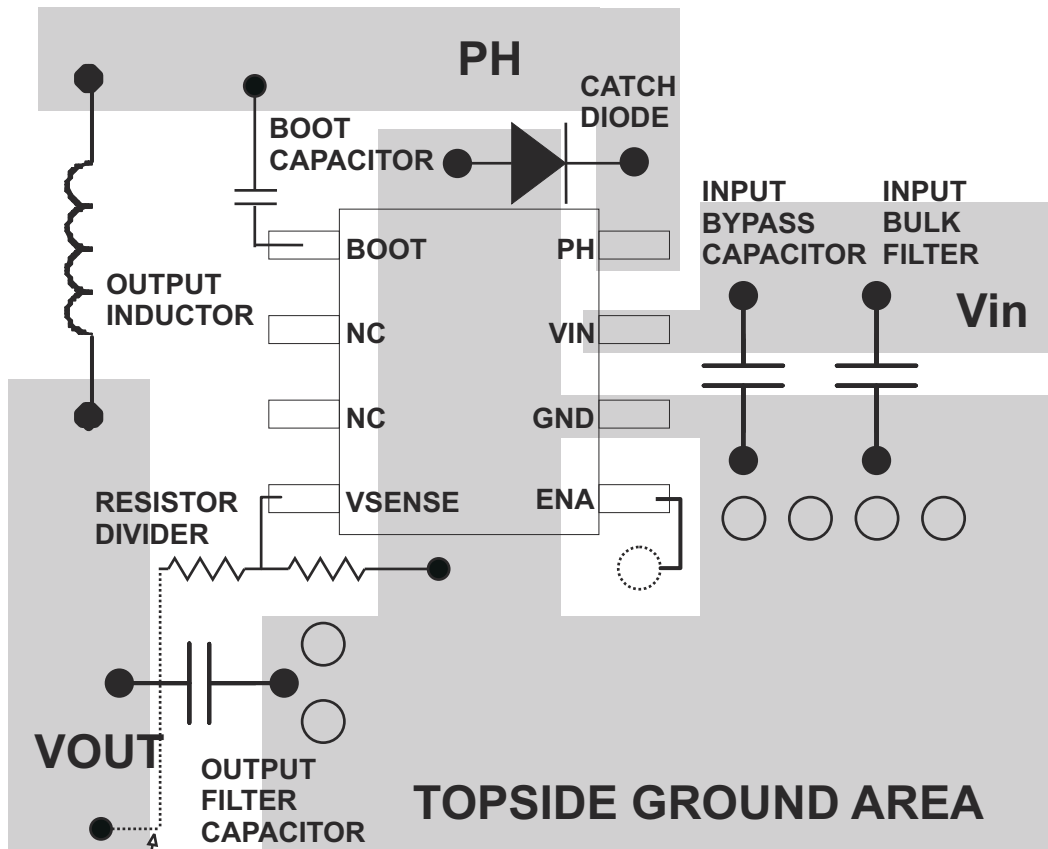 PH
CATCH
DIODE
BOOT
CAPACITOR
INPUT
BYPASS
CAPACITOR
INPUT
BULK
FILTER
BOOT
PH
OUTPUT
INDUCTOR
Vin
NC
VIN
NC
GND
RESISTOR
DIVIDER
VSENSE
ENA
VOUT
OUTPUT
FILTER
CAPACITOR
TOPSIDE GROUND AREA